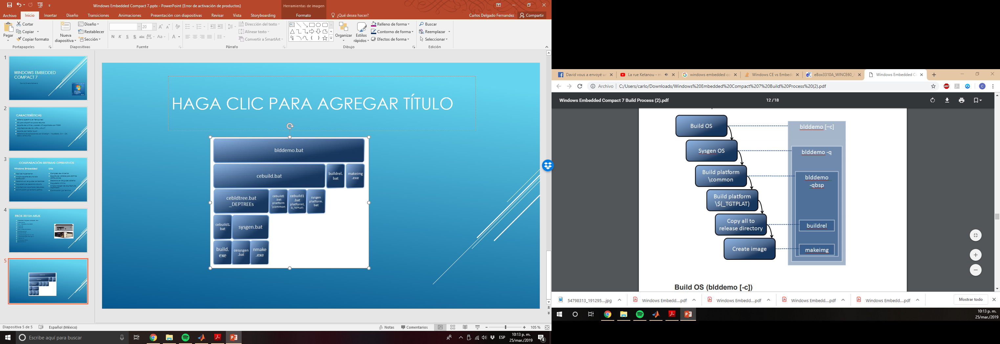 Windows Embedded Compact 7.pptx - PowerPoint (Error de activación de productos)
Herramientas de imagen
Archivo Inicio Insertar Diseño Transiciones Animaciones Presentación con diapositivas Revisar Vista Storyboarding Formato ¿Qué desea hacer? Carlos Delgado Fernandez Compartir
Pegar
Cortar
Copiar
Copiar formato
Portapapeles
Nueva
diapositiva
Diseño
Restablecer
Sección
Diapositivas
20
N K S S abc AV Aa A
Fuente
Dirección del texto
Alinear texto
Convertir a SmartArt
Párrafo
Organizar
Estilos
rápidos
Relleno de forma
Contorno de forma
Efectos de forma
Dibujo
Buscar
Reemplazar
Seleccionar
Edición
1
WINDOWS EMBEDDED
COMPACT 7
2
CARACTERÍSTICAS
3
COMPARACIÓN SISTEMAS OPERATIVOS
Windows Embedded Unix
4
EBOX 3310A-MSJK
5
HAGA CLIC PARA AGREGAR TÍTULO
blddemo.bat
cebuild.bat
buildrel.
bat
makeimg
.exe
cebldtree.bat
_DEPTREEs
cebuild1
.bat
platform
\common
cebuild1
.bat
platform\
$(_TGTPLAT)
sysgen
platform.
bat
cebuild1.
bat
sysgen.bat
build.
exe
cesysgen
.bat
nmake
.exe
Diapositiva 5 de 5 Español (México) Notas Comentarios 105 %
Escribe aquí para buscar
ESP
10:13 p. m.
25/mar./2019
4
David vous a envoyé u
La rue Ketanou - m
windows embedded co
Windows CE vs Embed
eBox3310A_WINCE60_
Windows Embedded C
Archivo C:/Users/carlo/Downloads/Windows%20Embedded%20Compact%207%20Build%20Process%20(2).pdf
ABP
C
Windows Embedded Compact 7 Build Process (2).pdf 12 / 18
Build OS
Sysgen OS
Build platform
\common
Build platform
\$(_TGTPLAT)
Copy all to
release directory
Create image
blddemo [–c]
blddemo -q
blddemo
-qbsp
buildrel
makeimg
Build OS (blddemo [-c])
54798313_191295....jpg
Windows Embedd....pdf
Windows Embedd....pdf
Windows Embedd....pdf
Windows Embedd....pdf
Mostrar todo
10:13 p. m.
25/mar./2019